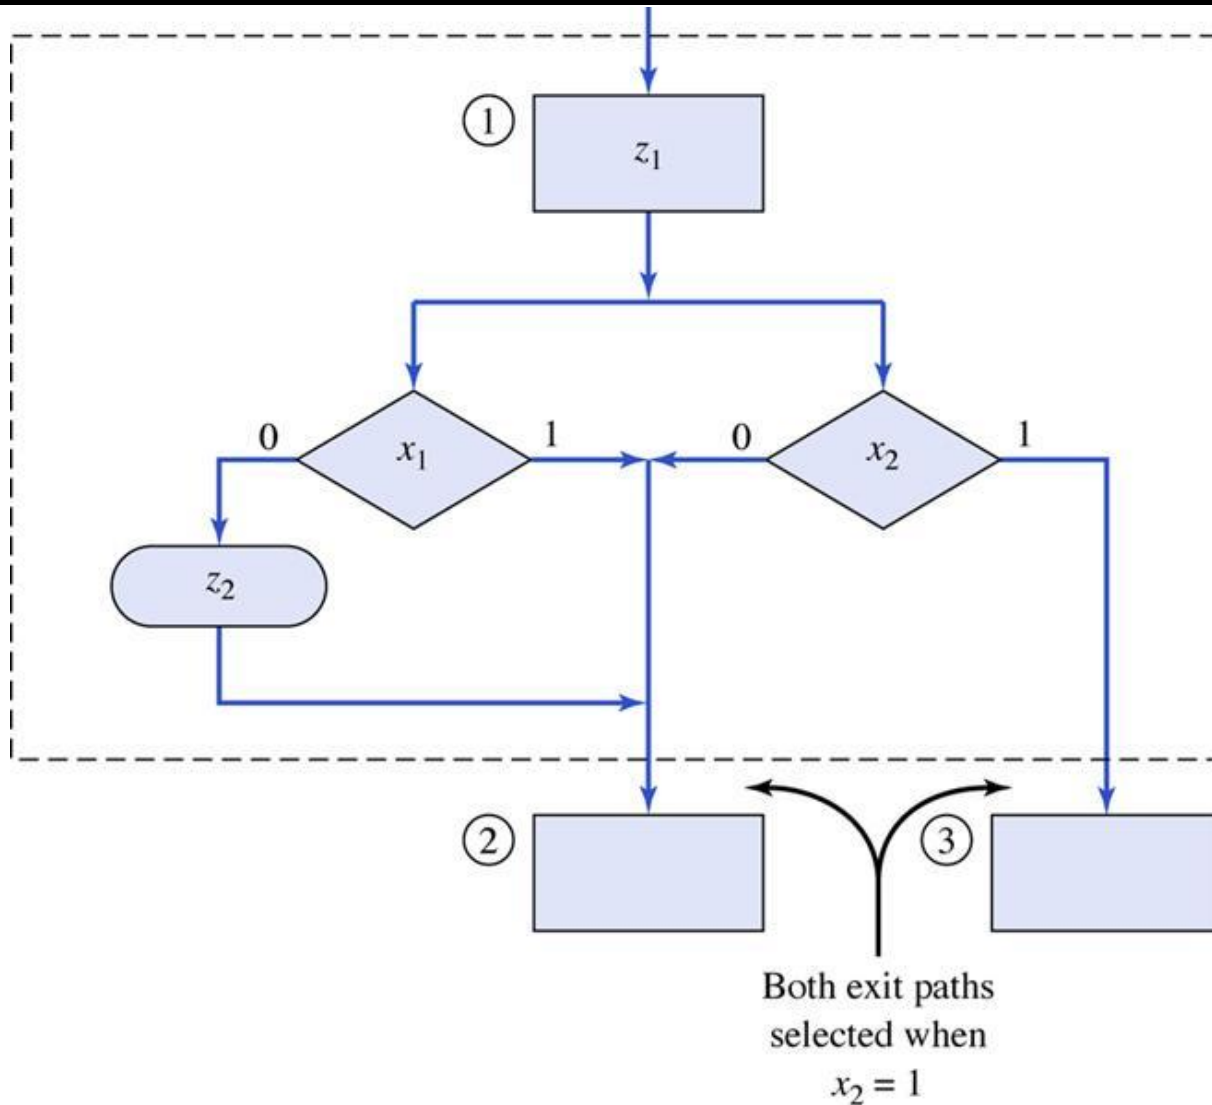 1
z₁
0
x₁
1
0
x₂
1
z₂
2
3
Both exit paths
selected when
x₂ = 1